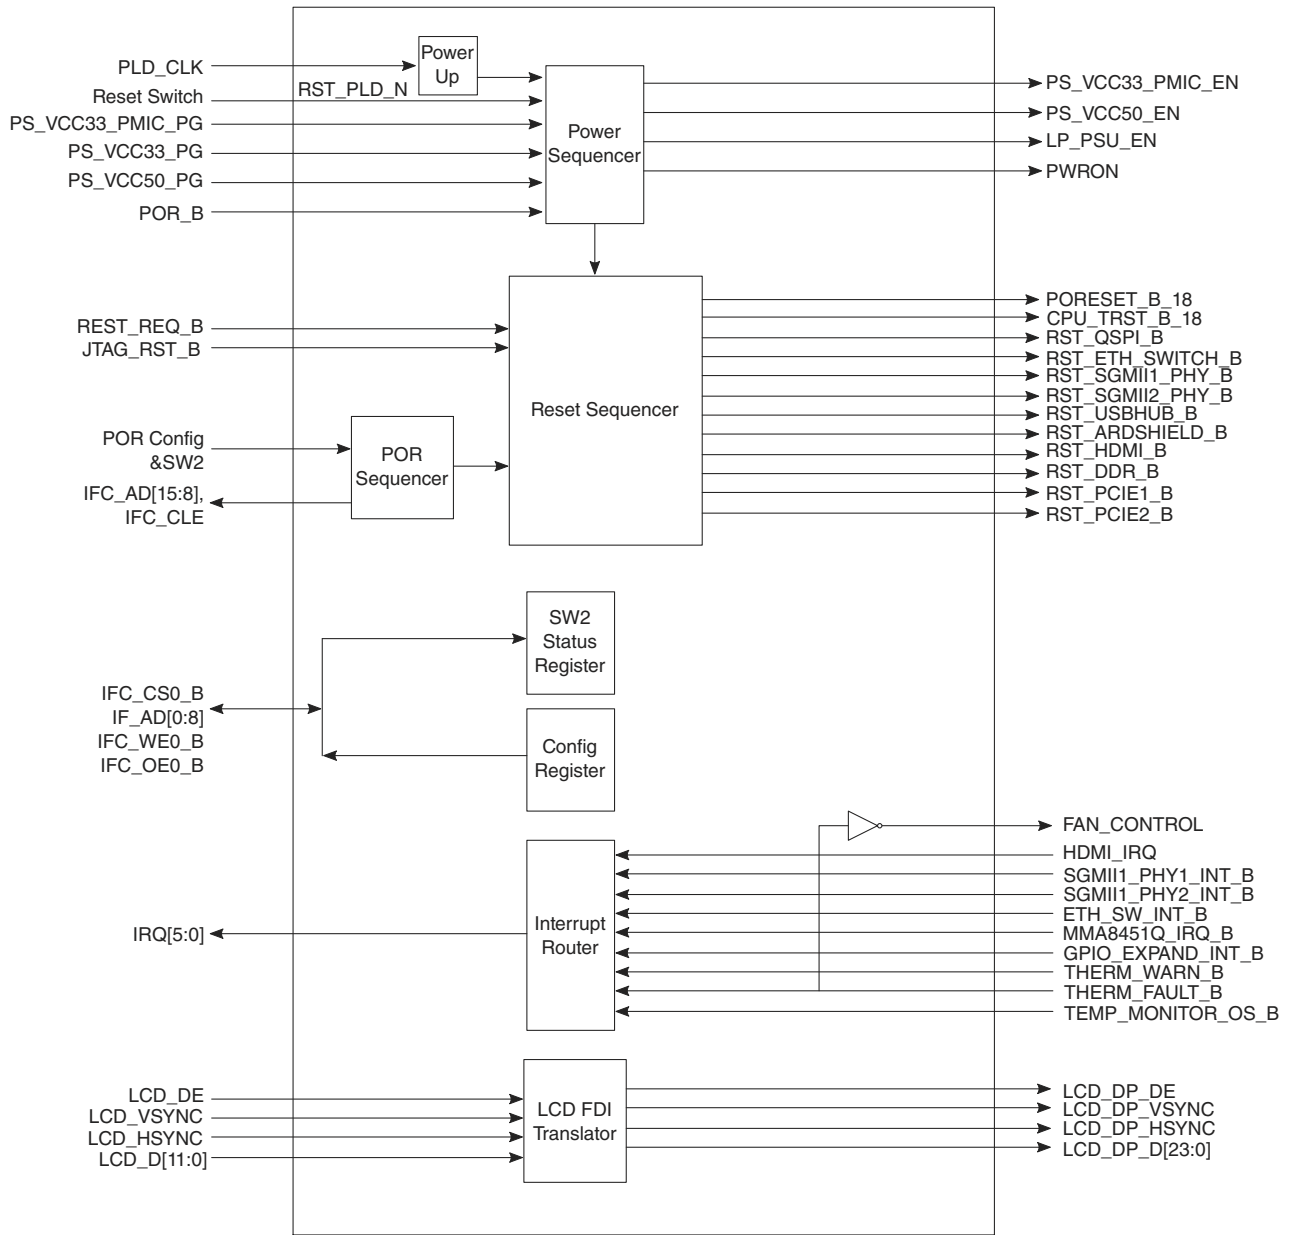 PLD_CLK
Power
Up
Reset Switch
RST_PLD_N
PS_VCC33_PMIC_PG
PS_VCC33_PG
PS_VCC50_PG
POR_B
Power
Sequencer
PS_VCC33_PMIC_EN
PS_VCC50_EN
LP_PSU_EN
PWRON
REST_REQ_B
JTAG_RST_B
POR Config
&SW2
IFC_AD[15:8],
IFC_CLE
POR
Sequencer
Reset Sequencer
PORESET_B_18
CPU_TRST_B_18
RST_QSPI_B
RST_ETH_SWITCH_B
RST_SGMII1_PHY_B
RST_SGMII2_PHY_B
RST_USBHUB_B
RST_ARDSHIELD_B
RST_HDMI_B
RST_DDR_B
RST_PCIE1_B
RST_PCIE2_B
SW2
Status
Register
IFC_CS0_B
IF_AD[0:8]
IFC_WE0_B
IFC_OE0_B
Config
Register
FAN_CONTROL
HDMI_IRQ
SGMII1_PHY1_INT_B
SGMII1_PHY2_INT_B
ETH_SW_INT_B
MMA8451Q_IRQ_B
GPIO_EXPAND_INT_B
THERM_WARN_B
THERM_FAULT_B
TEMP_MONITOR_OS_B
Interrupt
Router
IRQ[5:0]
LCD_DE
LCD_VSYNC
LCD_HSYNC
LCD_D[11:0]
LCD FDI
Translator
LCD_DP_DE
LCD_DP_VSYNC
LCD_DP_HSYNC
LCD_DP_D[23:0]